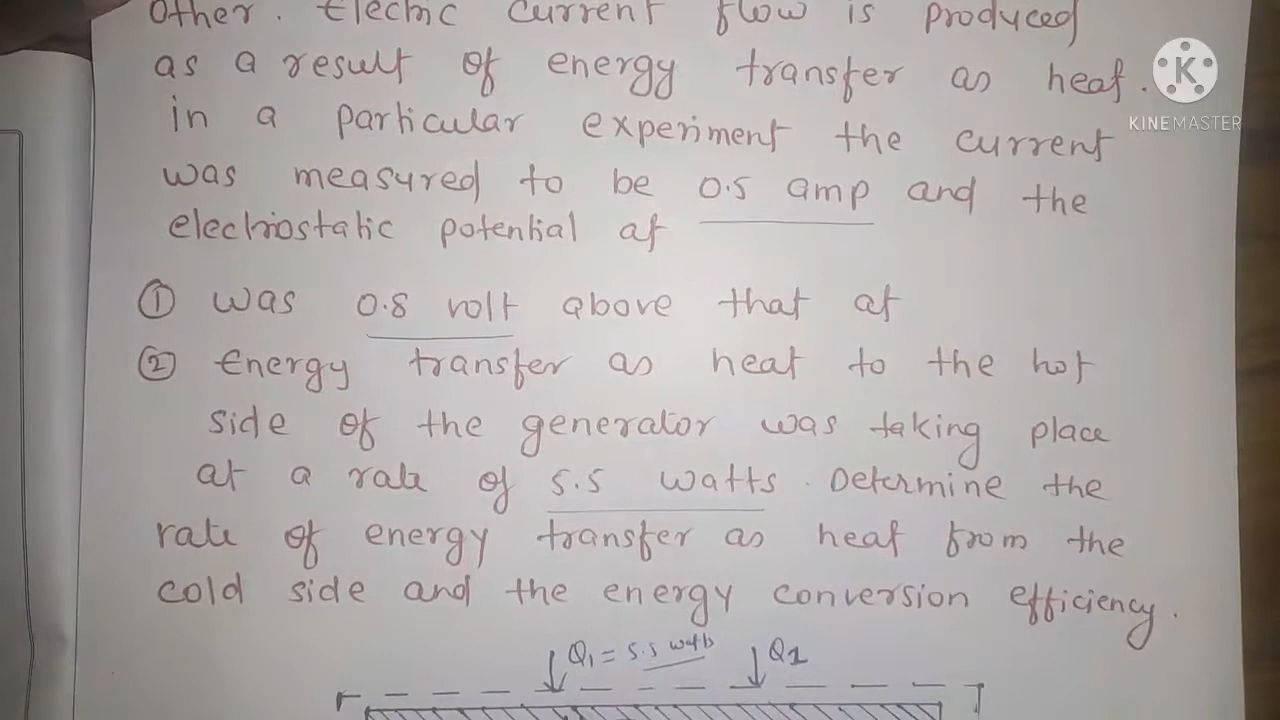 other. Electric current flow is produced
as a result of energy transfer as heat.
in a particular experiment the current
was measured to be 0.5 amp and the
electrostatic potential at
① was 0.8 volt above that at
② Energy transfer as heat to the hot
side of the generator was taking place
at a rate of 5.5 watts. Determine the
rate of energy transfer as heat from the
cold side and the energy conversion efficiency.
Q₁ = 5.5 watts Q2
K
KINEMASTER